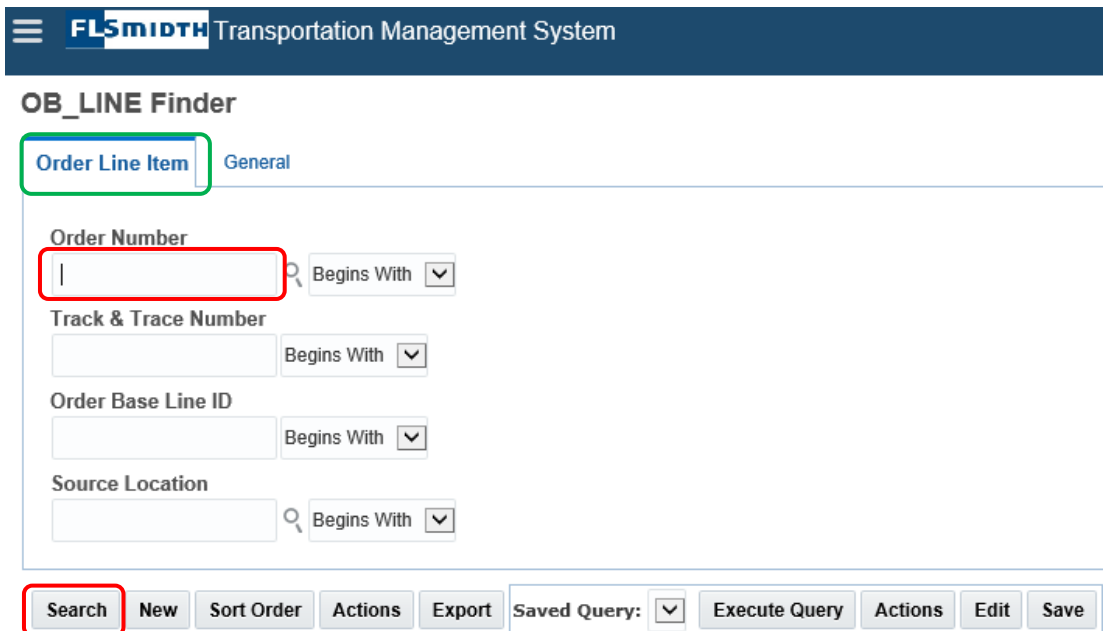 FLSMIDTH Transportation Management System
OB_LINE Finder
Order Line Item General
Order Number
Begins With
Track & Trace Number
Begins With
Order Base Line ID
Begins With
Source Location
Begins With
Search New Sort Order Actions Export Saved Query: Execute Query Actions Edit Save